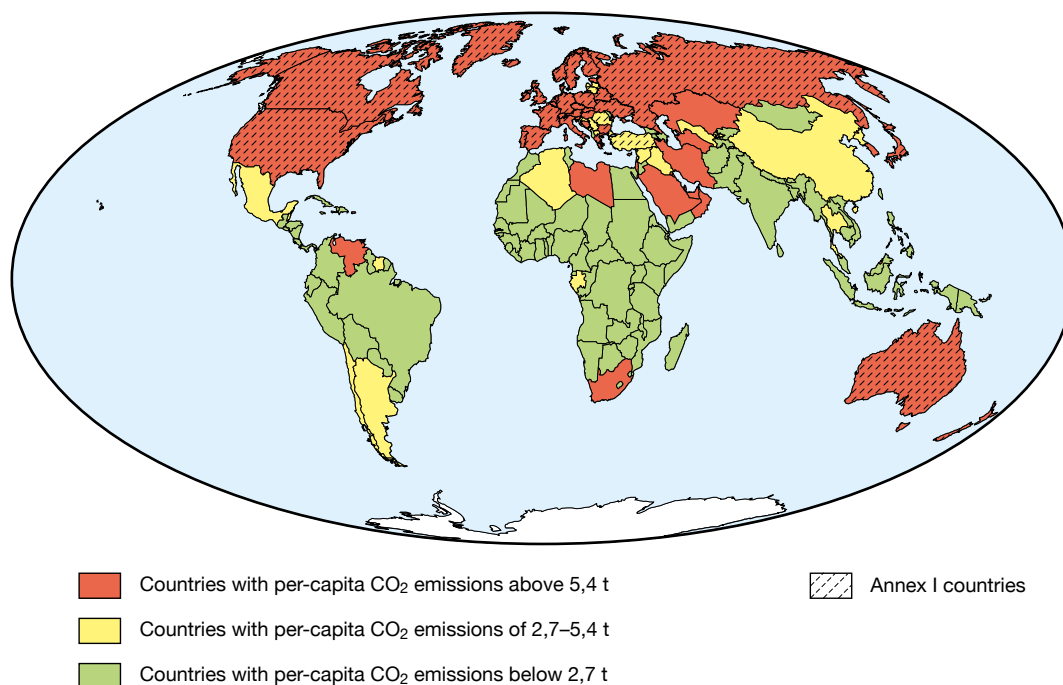 Countries with per-capita CO₂ emissions above 5,4 t
Annex I countries
Countries with per-capita CO₂ emissions of 2,7–5,4 t
Countries with per-capita CO₂ emissions below 2,7 t